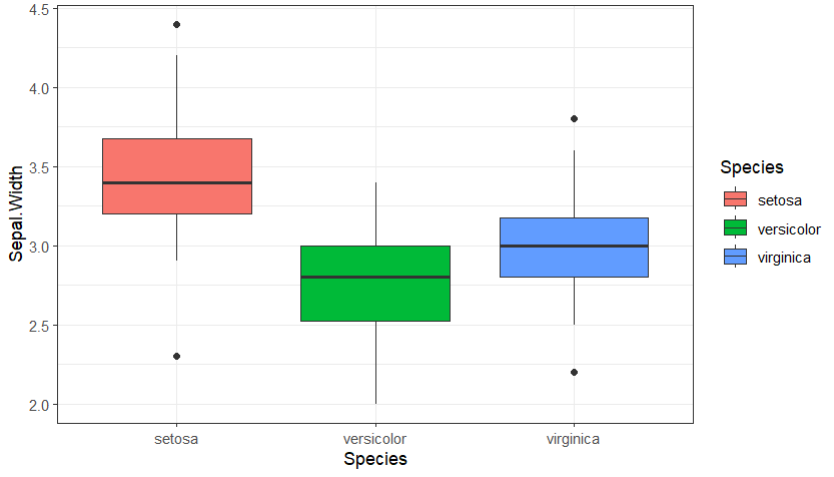 4.5
4.0
3.5
3.0
2.5
2.0
Sepal.Width
setosa
versicolor
virginica
Species
Species
setosa
versicolor
virginica